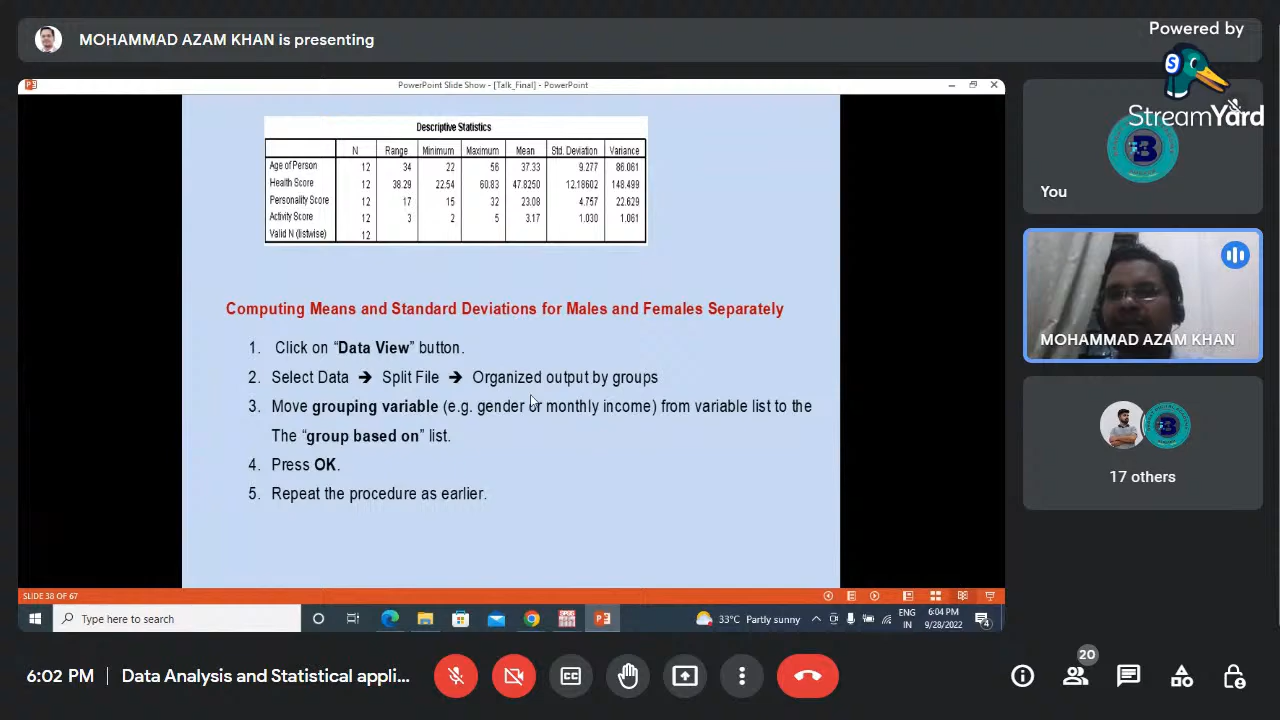 MOHAMMAD AZAM KHAN is presenting
Powered by
StreamYard
PowerPoint Slide Show - [Talk_Final] - PowerPoint
Descriptive Statistics
N Range Minimum Maximum Mean Std. Deviation Variance
Age of Person 12 34 22 56 37.33 9.277 86.061
Health Score 12 38.29 22.54 60.83 47.8250 12.18602 148.499
Personality Score 12 17 15 32 23.08 4.757 22.629
Activity Score 12 3 2 5 3.17 1.030 1.061
Valid N (listwise) 12
Computing Means and Standard Deviations for Males and Females Separately
1. Click on “Data View” button.
2. Select Data ➔ Split File ➔ Organized output by groups
3. Move grouping variable (e.g. gender or monthly income) from variable list to the
The “group based on” list.
4. Press OK.
5. Repeat the procedure as earlier.
SLIDE 38 OF 67
Type here to search
33°C Partly sunny
ENG
IN
6:04 PM
9/28/2022
4
You
MOHAMMAD AZAM KHAN
17 others
6:02 PM | Data Analysis and Statistical appli...
20